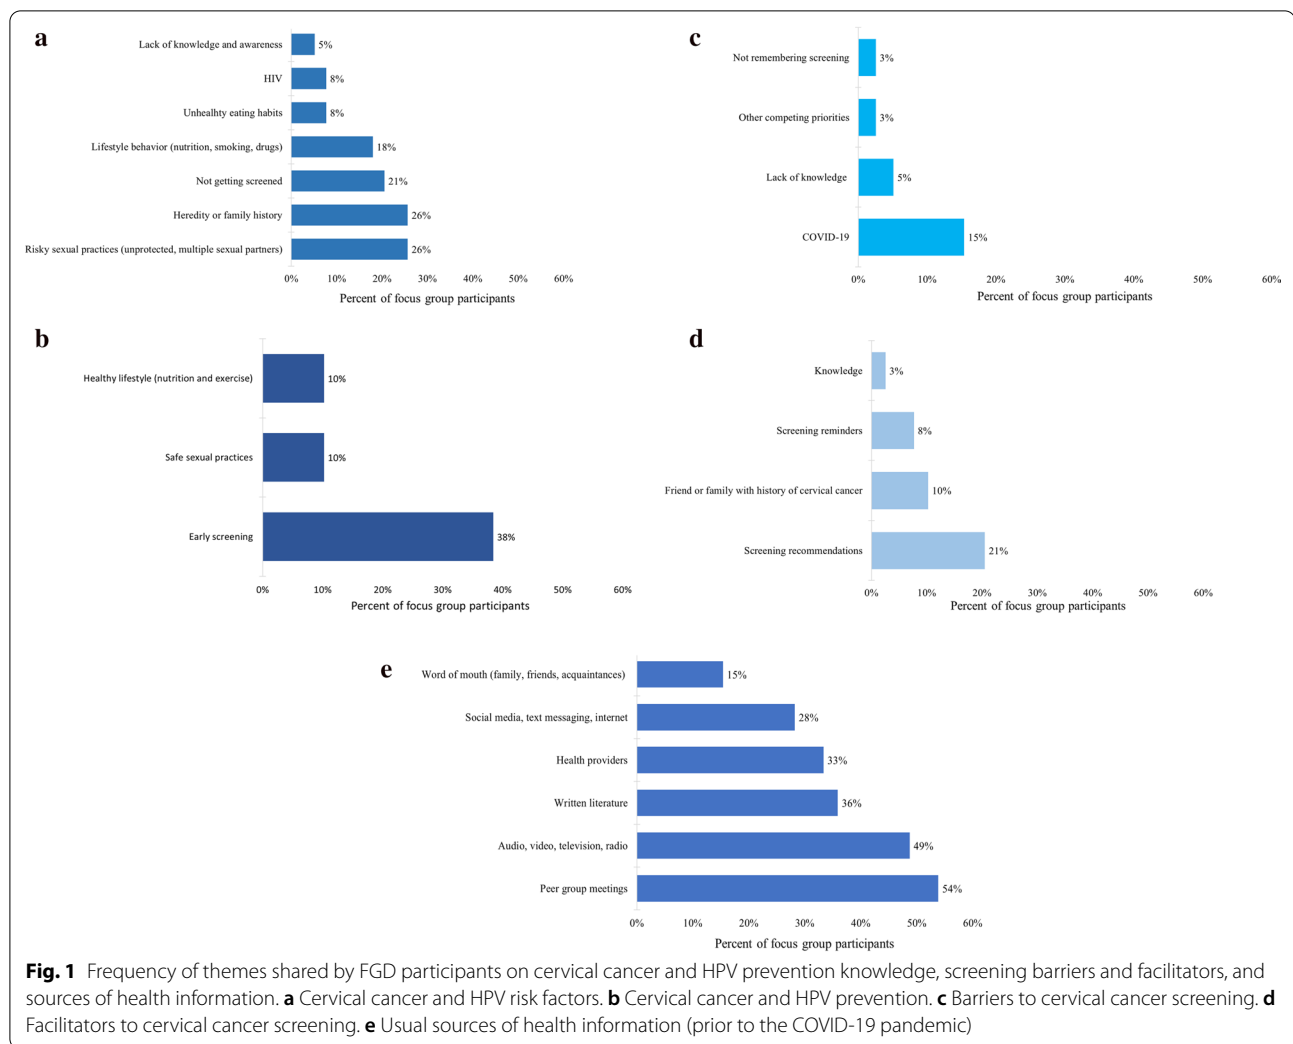 a
Lack of knowledge and awareness 5%
HIV 8%
Unhealhty eating habits 8%
Lifestyle behavior (nutrition, smoking, drugs) 18%
Not getting screened 21%
Heredity or family history 26%
Risky sexual practices (unprotected, multiple sexual partners) 26%
0% 10% 20% 30% 40% 50% 60%
Percent of focus group participants
c
Not remembering screening 3%
Other competing priorities 3%
Lack of knowledge 5%
COVID-19 15%
0% 10% 20% 30% 40% 50% 60%
Percent of focus group participants
b
Healthy lifestyle (nutrition and exercise) 10%
Safe sexual practices 10%
Early screening 38%
0% 10% 20% 30% 40% 50% 60%
Percent of focus group participants
d
Knowledge 3%
Screening reminders 8%
Friend or family with history of cervical cancer 10%
Screening recommendations 21%
0% 10% 20% 30% 40% 50% 60%
Percent of focus group participants
e
Word of mouth (family, friends, acquaintances) 15%
Social media, text messaging, internet 28%
Health providers 33%
Written literature 36%
Audio, video, television, radio 49%
Peer group meetings 54%
0% 10% 20% 30% 40% 50% 60%
Percent of focus group participants
Fig. 1 Frequency of themes shared by FGD participants on cervical cancer and HPV prevention knowledge, screening barriers and facilitators, and
sources of health information. a Cervical cancer and HPV risk factors. b Cervical cancer and HPV prevention. c Barriers to cervical cancer screening. d
Facilitators to cervical cancer screening. e Usual sources of health information (prior to the COVID-19 pandemic)